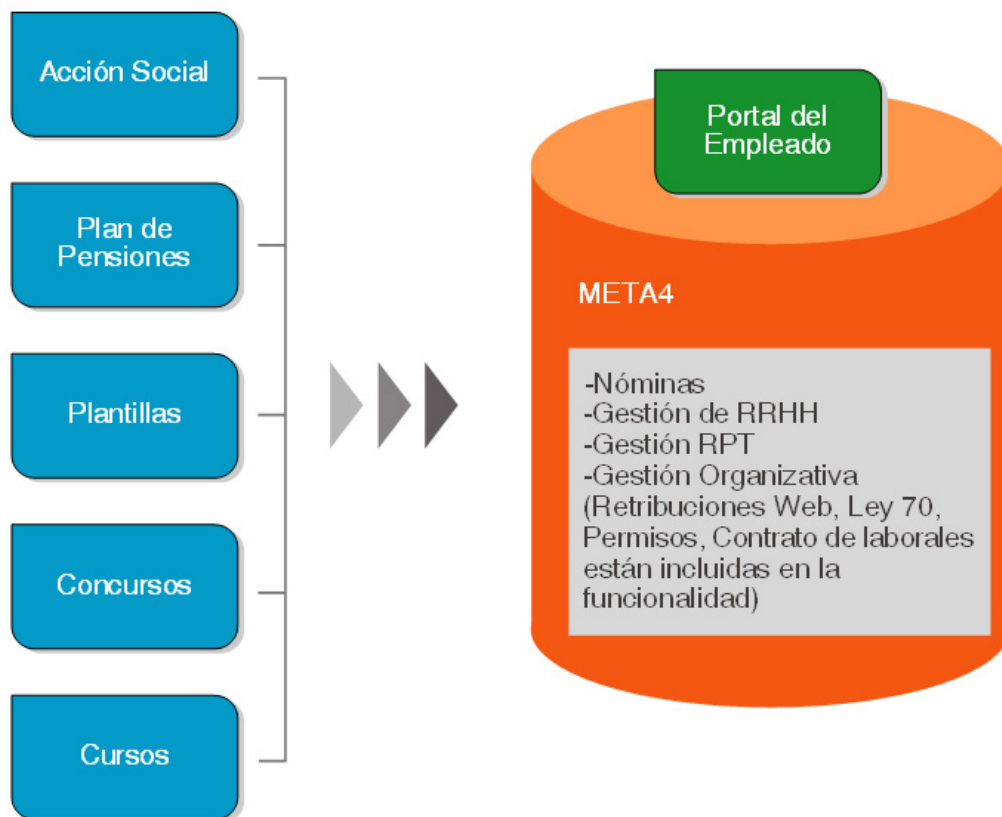 Acción Social
Plan de
Pensiones
Plantillas
Concursos
Cursos
Portal del
Empleado
META4
-Nóminas
-Gestión de RRHH
-Gestión RPT
-Gestión Organizativa
(Retribuciones Web, Ley 70,
Permisos, Contrato de laborales
están incluidas en la
funcionalidad)